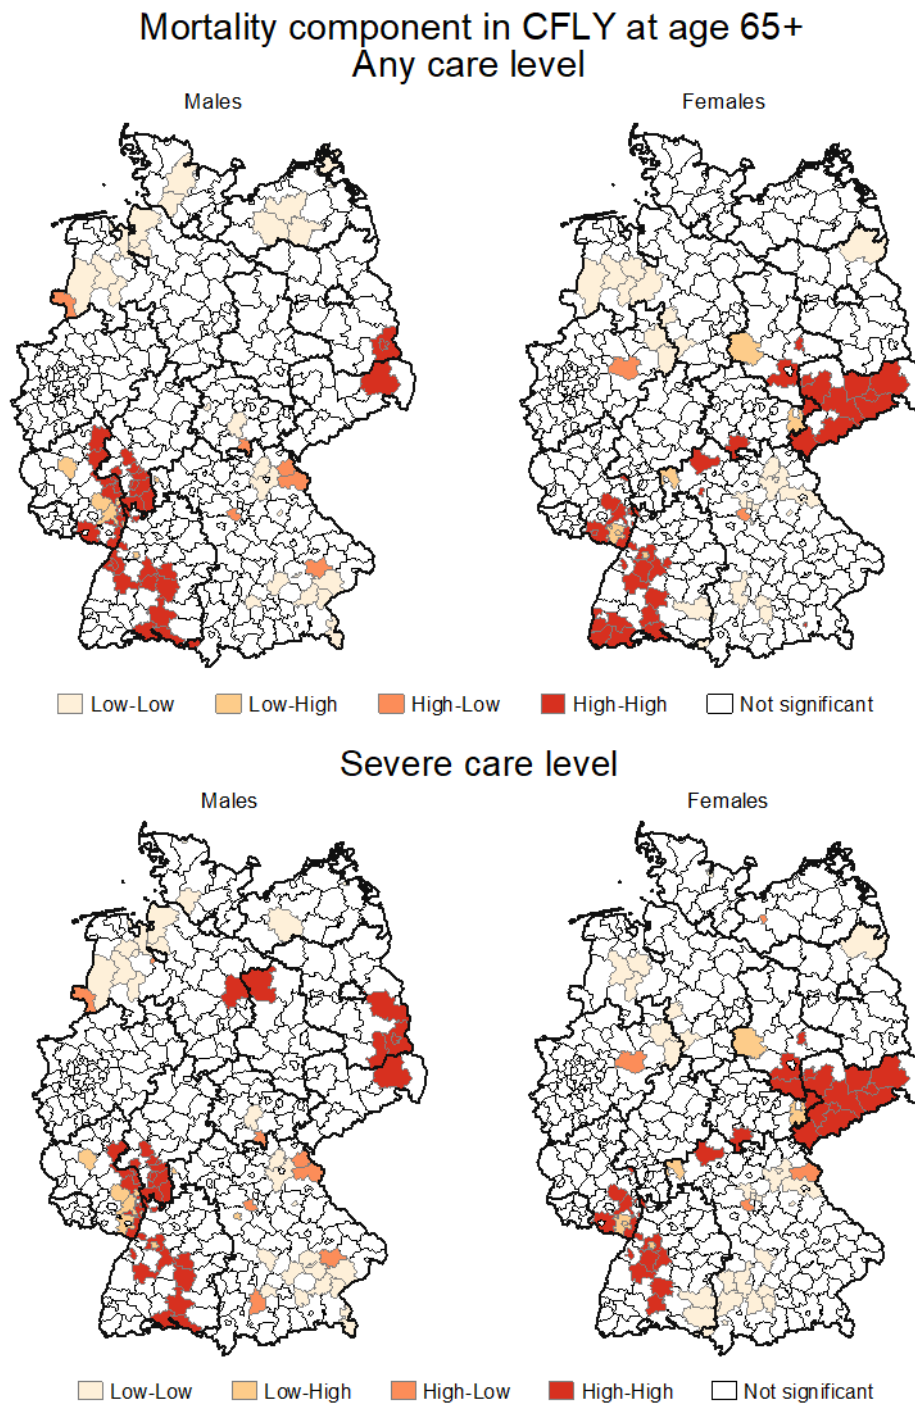 Mortality component in CFLY at age 65+
Any care level
Males Females
Low-Low Low-High High-Low High-High Not significant
Severe care level
Males Females
Low-Low Low-High High-Low High-High Not significant